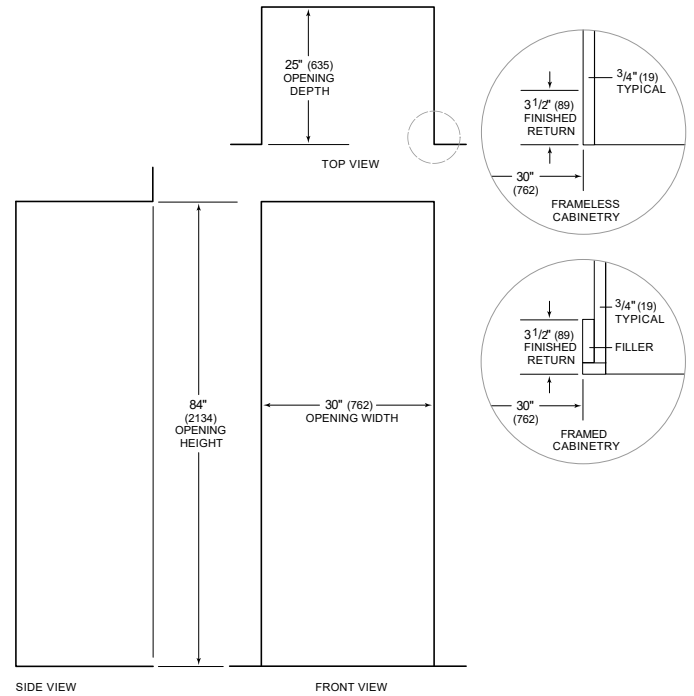 25" (635)
OPENING
DEPTH
TOP VIEW
3/4" (19)
TYPICAL
3 1/2" (89)
FINISHED
RETURN
30"
(762)
FRAMELESS
CABINETRY
3/4" (19)
TYPICAL
3 1/2" (89)
FINISHED
RETURN
FILLER
30"
(762)
FRAMED
CABINETRY
84"
(2134)
OPENING
HEIGHT
30" (762)
OPENING WIDTH
SIDE VIEW
FRONT VIEW